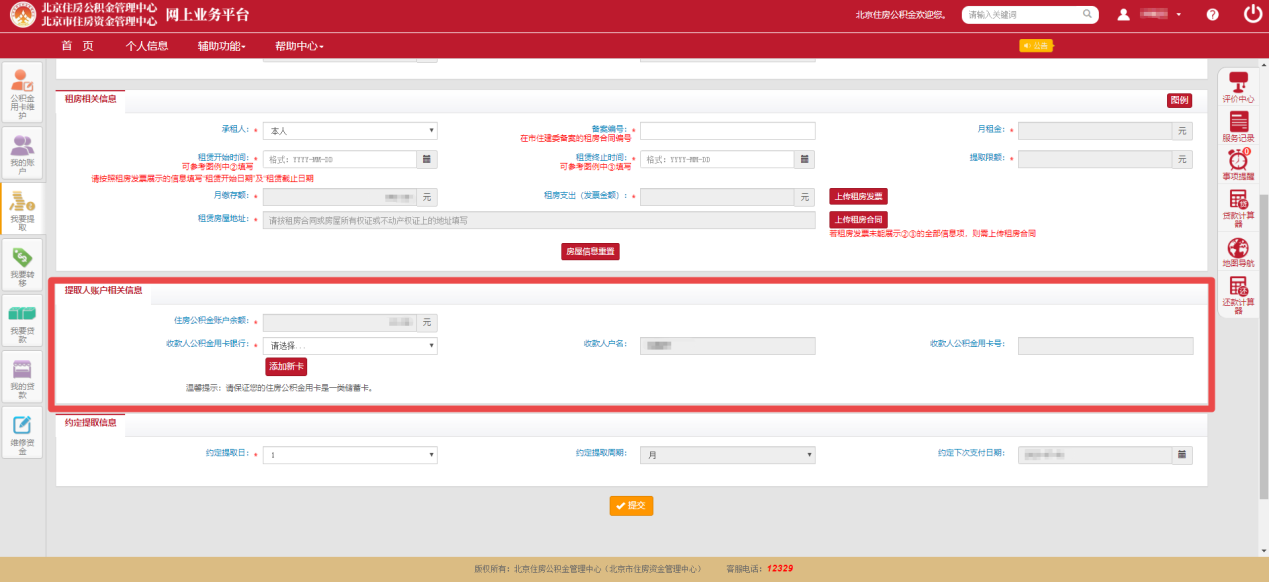 北京住房公积金管理中心
北京市住房资金管理中心
网上业务平台
北京住房公积金欢迎您。
请输入关键词
首 页
个人信息
辅助功能
帮助中心
公告
公积金用卡维护
我的账户
我要提取
我要转移
我要贷款
我的贷款
维修资金
租房相关信息
图例
承租人: *
本人
备案编号: *
在市住建委备案的租房合同编号
月租金: *
元
租赁开始时间: *
可参考图例中②填写
格式: YYYY-MM-DD
租赁终止时间: *
可参考图例中③填写
格式: YYYY-MM-DD
提取限额: *
元
请按照租房发票展示的信息填写"租赁开始日期"及"租赁截止日期
月缴存额: *
元
租房支出(发票金额): *
元
上传租房发票
租赁房屋地址: *
请按租房合同或房屋所有权证或不动产权证上的地址填写
上传租房合同
若租房发票未能展示②③的全部信息项、则需上传租房合同
房屋信息重置
提取人账户相关信息
住房公积金账户余额: *
元
收款人公积金用卡银行: *
请选择...
收款人户名:
收款人公积金用卡号:
添加新卡
温馨提示: 请保证您的住房公积金用卡是一类储蓄卡。
约定提取信息
约定提取日: *
1
约定提取周期:
月
约定下次支付日期:
提交
评价中心
服务记录
0
事项提醒
贷款计算器
地图导航
还款计算器
版权所有: 北京住房公积金管理中心(北京市住房资金管理中心)
客服电话: 12329